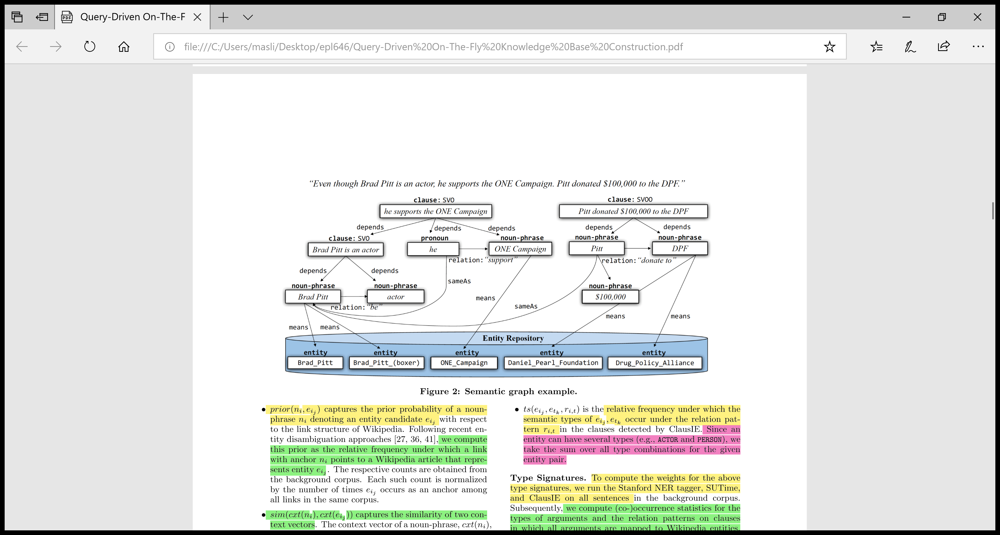 Query-Driven On-The-F
file:///C:/Users/masli/Desktop/epl646/Query-Driven%20On-The-Fly%20Knowledge%20Base%20Construction.pdf
“Even though Brad Pitt is an actor, he supports the ONE Campaign. Pitt donated $100,000 to the DPF.”
clause: SVO
clause: SVOO
he supports the ONE Campaign
Pitt donated $100,000 to the DPF
depends
depends
depends
depends
depends
clause: SVO
pronoun
noun-phrase
noun-phrase
noun-phrase
Brad Pitt is an actor
he
ONE Campaign
Pitt
DPF
relation: “support”
relation: “donate to”
depends
depends
sameAs
noun-phrase
noun-phrase
noun-phrase
Brad Pitt
actor
$100,000
relation: “be”
means
sameAs
means
means
means
means
Entity Repository
entity
entity
entity
entity
entity
Brad_Pitt
Brad_Pitt_(boxer)
ONE_Campaign
Daniel_Pearl_Foundation
Drug_Policy_Alliance
Figure 2: Semantic graph example.
• prior(n_i, e_{i_j}) captures the prior probability of a noun-
phrase n_i denoting an entity candidate e_{i_j} with respect
to the link structure of Wikipedia. Following recent en-
tity disambiguation approaches [27, 36, 41], we compute
this prior as the relative frequency under which a link
with anchor n_i points to a Wikipedia article that repre-
sents entity e_{i_j}. The respective counts are obtained from
the background corpus. Each such count is normalized
by the number of times e_{i_j} occurs as an anchor among
all links in the same corpus.
• sim(cxt(n_i), cxt(e_{i_j})) captures the similarity of two con-
text vectors. The context vector of a noun-phrase, cxt(n_i),
• ts(e_{i_j}, e_{t_k}, r_{i,t}) is the relative frequency under which the
semantic types of e_{i_j}, e_{t_k} occur under the relation pat-
tern r_{i,t} in the clauses detected by ClausIE. Since an
entity can have several types (e.g., ACTOR and PERSON), we
take the sum over all type combinations for the given
entity pair.
Type Signatures. To compute the weights for the above
type signatures, we run the Stanford NER tagger, SUTime,
and ClausIE on all sentences in the background corpus.
Subsequently, we compute (co-)occurrence statistics for the
types of arguments and the relation patterns on clauses
in which all arguments are mapped to Wikipedia entities.